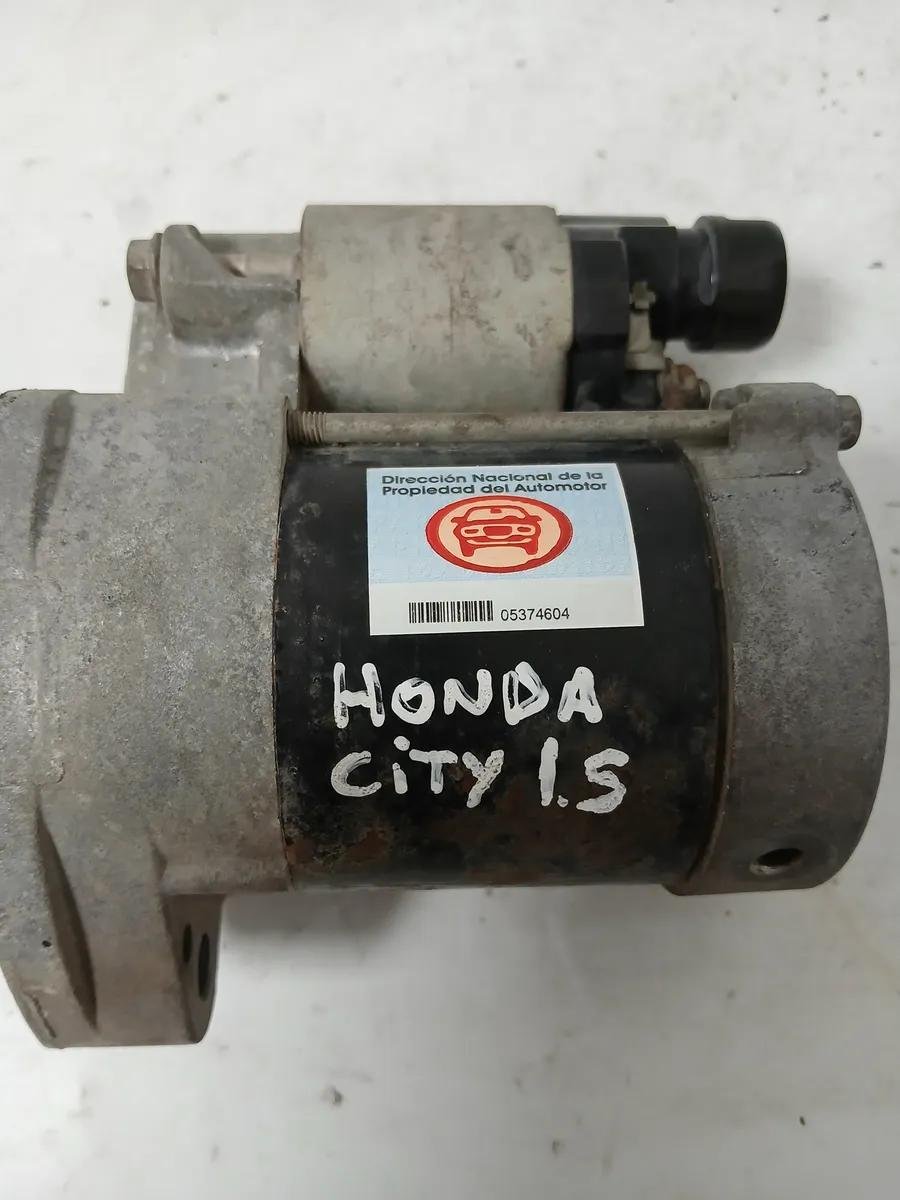 Dirección Nacional de la
Propiedad del Automotor
05374604
HONDA
CiTY 1.5